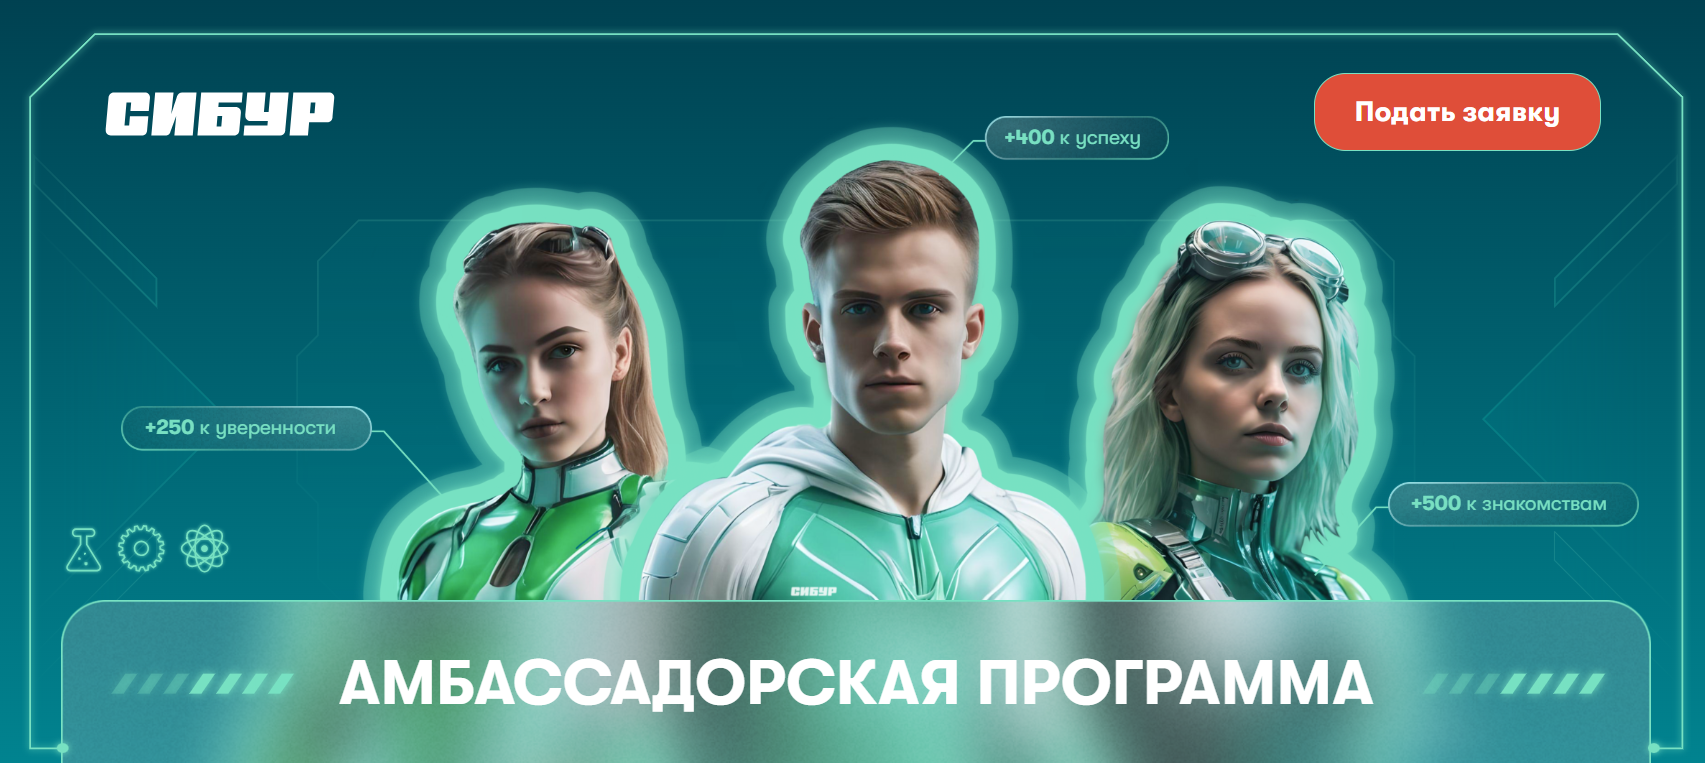 СИБУР
Подать заявку
+400 к успеху
+250 к уверенности
+500 к знакомствам
СИБУР
АМБАССАДОРСКАЯ ПРОГРАММА